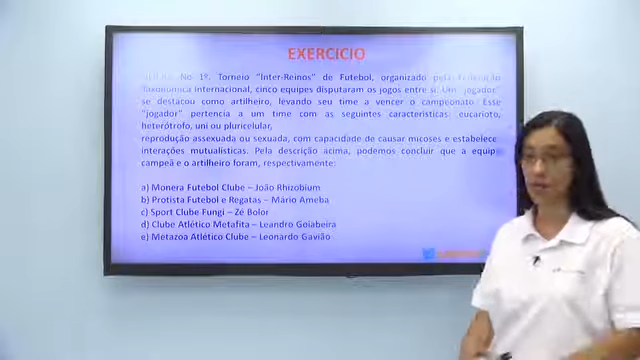 EXERCICIO
No 1º. Torneio "Inter-Reinos" de Futebol, organizado pela Federação
Taxonômica Internacional, cinco equipes disputaram os jogos entre si. Um "jogador"
se destacou como artilheiro, levando seu time a vencer o campeonato. Esse
"jogador" pertencia a um time com as seguintes características: eucarioto,
heterótrofo, uni ou pluricelular,
reprodução assexuada ou sexuada, com capacidade de causar micoses e estabelece
interações mutualísticas. Pela descrição acima, podemos concluir que a equipe
campeã e o artilheiro foram, respectivamente:
a) Monera Futebol Clube – João Rhizobium
b) Protista Futebol e Regatas – Mário Ameba
c) Sport Clube Fungi – Zé Bolor
d) Clube Atlético Metafita – Leandro Goiabeira
e) Metazoa Atlético Clube – Leonardo Gavião